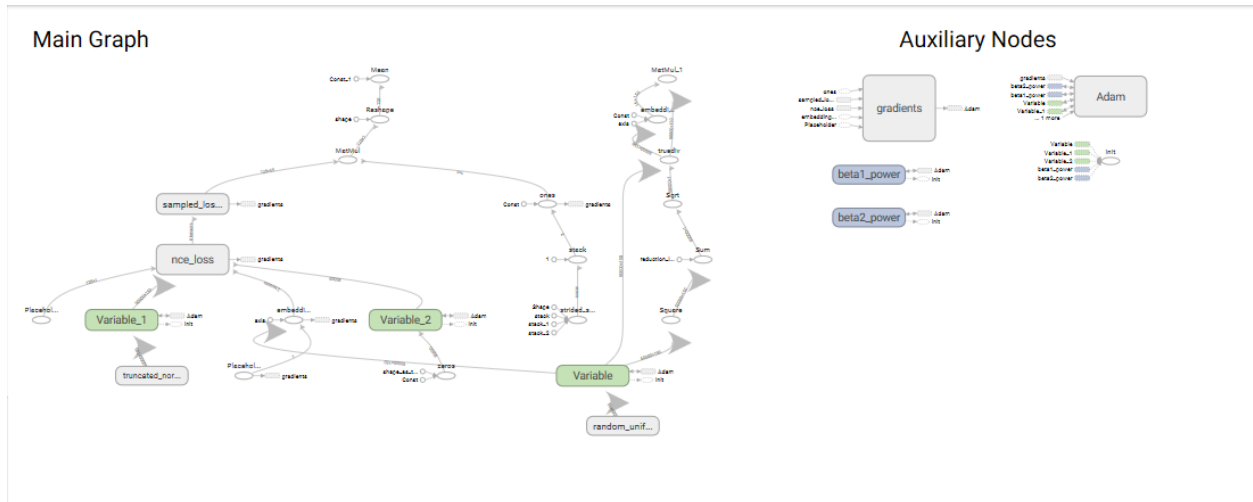 Main Graph
Auxiliary Nodes
Mean
Const_1
Reshape
shape
MatMul
sampled_los...
gradients
nce_loss
gradients
Placehol...
Variable_1
Adam
Init
truncated_nor...
axis
embeddi...
gradients
Placehol...
gradients
Variable_2
Adam
Init
zeros
Const
ones
Const
gradients
stack
1
strided_s...
Shape
stack
stack_1
stack_2
MatMul_1
embeddi...
Const
axis
truediv
Sqrt
Sum
reduction_i...
Square
Variable
Adam
Init
random_unif...
gradients
ones
sampled_lo...
nce_loss
embedding...
Placeholder
Adam
Adam
gradients
beta2_power
beta1_power
Variable
Variable_1
... 1 more
beta1_power
Adam
Init
beta2_power
Adam
Init
Init
Variable
Variable_1
Variable_2
beta1_power
beta2_power